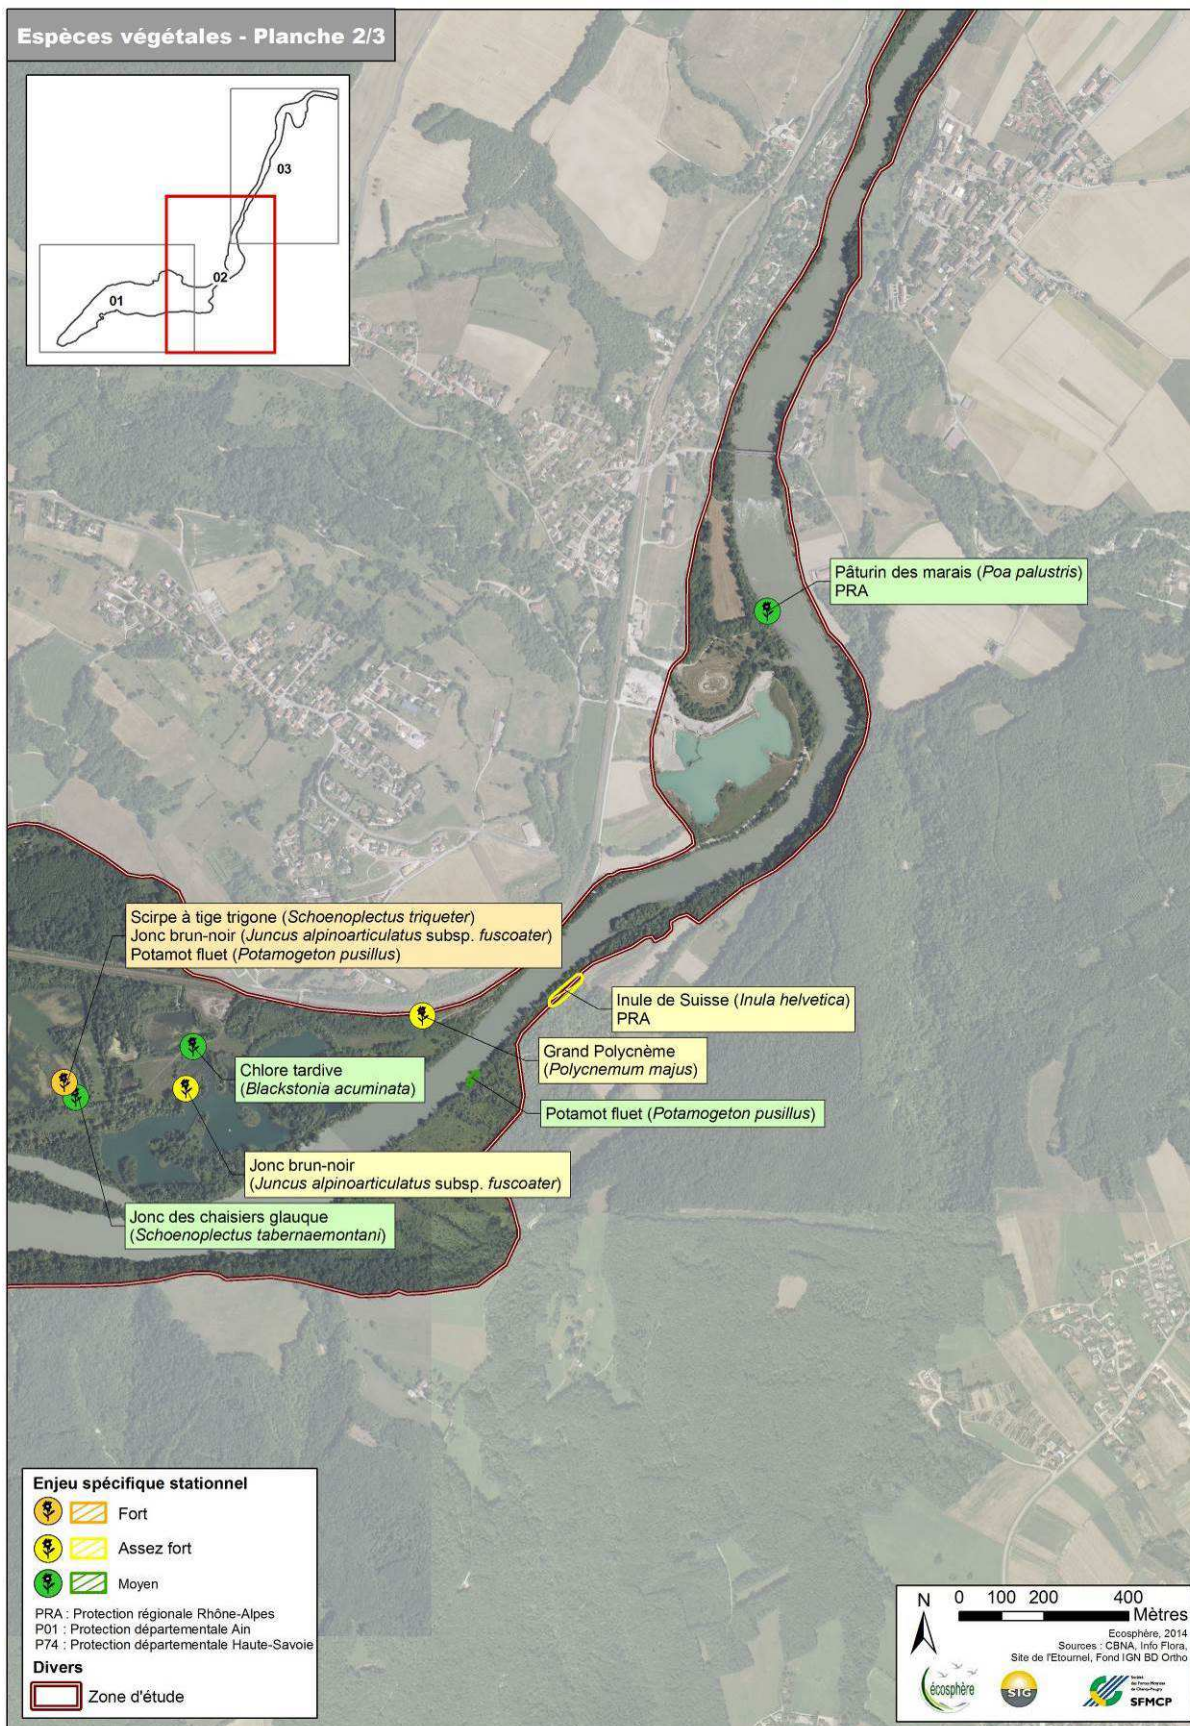 Espèces végétales - Planche 2/3
03
02
01
Pâturin des marais (Poa palustris)
PRA
Scirpe à tige trigone (Schoenoplectus triqueter)
Jonc brun-noir (Juncus alpinoarticulatus subsp. fuscoater)
Potamot fluet (Potamogeton pusillus)
Inule de Suisse (Inula helvetica)
PRA
Grand Polycnème
(Polycnemum majus)
Chlore tardive
(Blackstonia acuminata)
Potamot fluet (Potamogeton pusillus)
Jonc brun-noir
(Juncus alpinoarticulatus subsp. fuscoater)
Jonc des chaisiers glauque
(Schoenoplectus tabernaemontani)
Enjeu spécifique stationnel
Fort
Assez fort
Moyen
PRA : Protection régionale Rhône-Alpes
P01 : Protection départementale Ain
P74 : Protection départementale Haute-Savoie
Divers
Zone d'étude
N
0 100 200 400
Mètres
Ecosphère, 2014
Sources : CBNA, Info Flora,
Site de l'Etournel, Fond IGN BD Ortho
écosphère
SIG
SFMCP